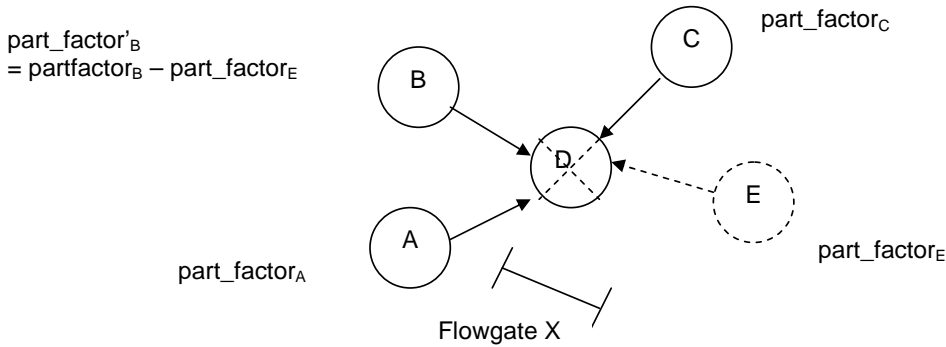 part_factor'B
= partfactorB – part_factorE
part_factorC
B
C
D
E
A
part_factorA
part_factorE
Flowgate X